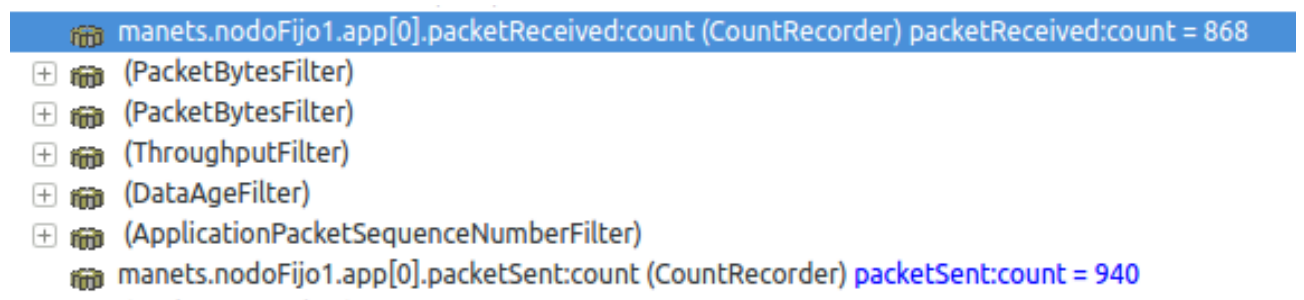 manets.nodoFijo1.app[0].packetReceived:count (CountRecorder) packetReceived:count = 868
(PacketBytesFilter)
(PacketBytesFilter)
(ThroughputFilter)
(DataAgeFilter)
(ApplicationPacketSequenceNumberFilter)
manets.nodoFijo1.app[0].packetSent:count (CountRecorder) packetSent:count = 940